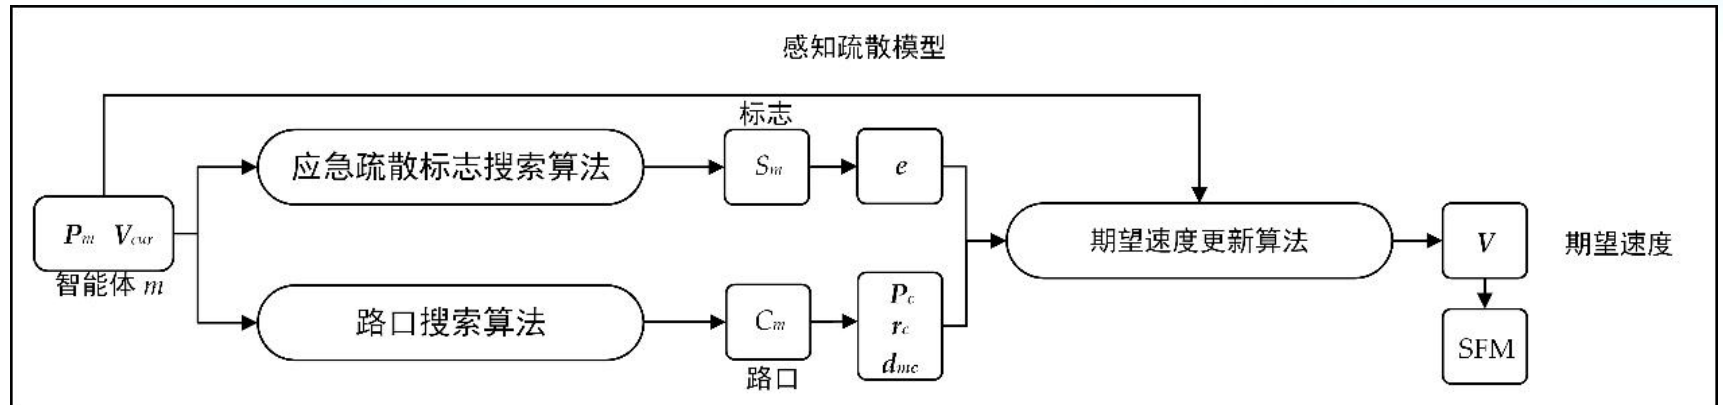 感知疏散模型
标志
应急疏散标志搜索算法
Sm
e
Pm Vcur
智能体 m
期望速度更新算法
V
期望速度
路口搜索算法
Cm
路口
Pc
rc
dmc
SFM